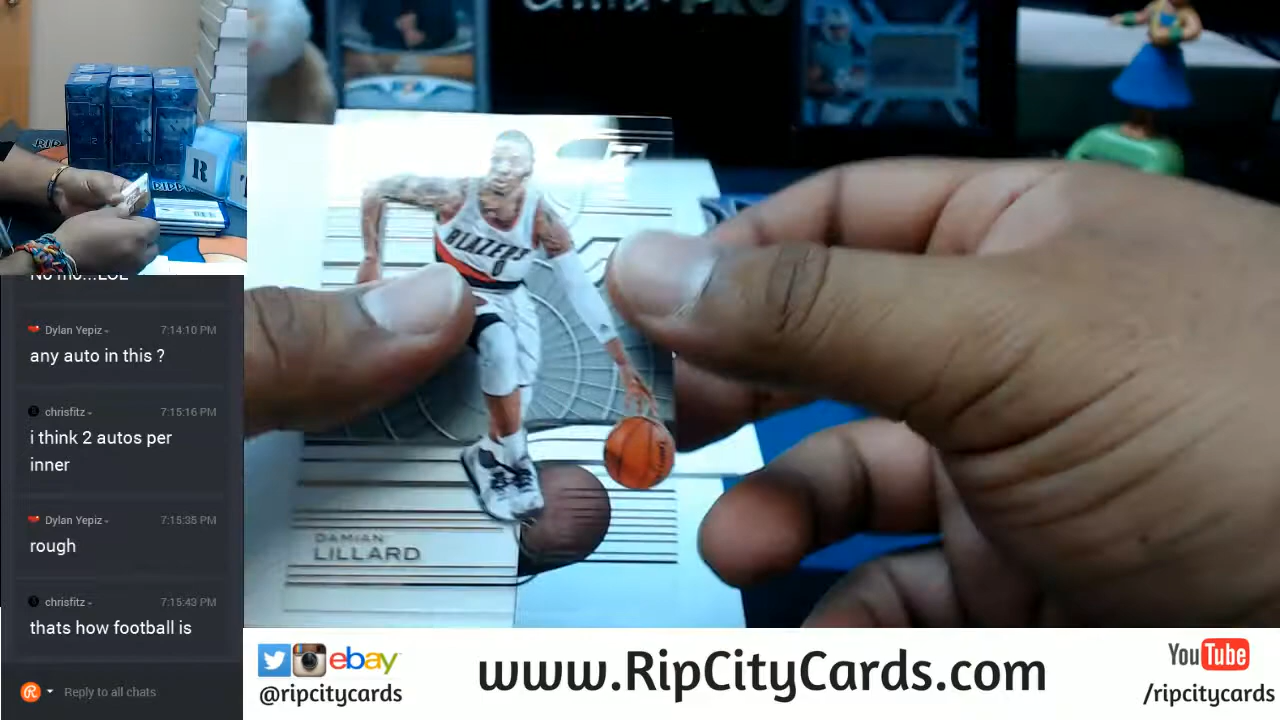 PRO
R
BLAZERS
0
DAMIAN
LILLARD
Dylan Yepiz
7:14:10 PM
any auto in this ?
chrisfitz
7:15:16 PM
i think 2 autos per
inner
Dylan Yepiz
7:15:35 PM
rough
chrisfitz
7:15:43 PM
thats how football is
R
Reply to all chats
ebay
@ripcitycards
www.RipCityCards.com
YouTube
/ripcitycards